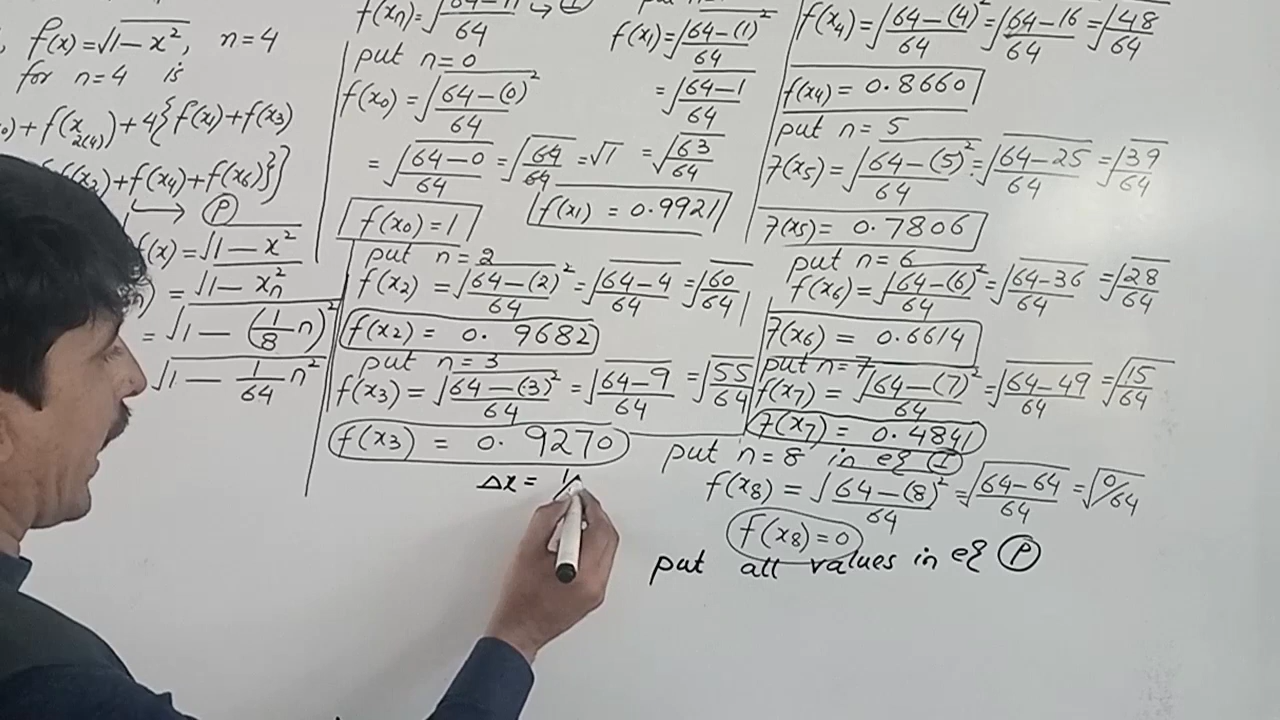 f(x) = √1 − x², n = 4
for n = 4 is
) + f(x_{2(4)}) + 4{f(x₁) + f(x₃)
+ f(x₄) + f(x₆)}]
→ (P)
f(x) = √1 − x²
) = √1 − xₙ²
= √1 − (1/8 n)²
√1 − 1/64 n²
f(xₙ) = √64 − n²/64 → (I)
put n = 0
f(x₀) = √64 − (0)²/64
= √64 − 0/64 = √64/64 = √1
f(x₀) = 1
f(x₁) = √64 − (1)²/64
= √64 − 1/64
= √63/64
f(x₁) = 0.9921
put n = 2
f(x₂) = √64 − (2)²/64 = √64 − 4/64 = √60/64
f(x₂) = 0.9682
put n = 3
f(x₃) = √64 − (3)²/64 = √64 − 9/64 = √55/64
f(x₃) = 0.9270
Δx = 1/
f(x₄) = √64 − (4)²/64 = √64 − 16/64 = √48/64
f(x₄) = 0.8660
put n = 5
f(x₅) = √64 − (5)²/64 = √64 − 25/64 = √39/64
f(x₅) = 0.7806
put n = 6
f(x₆) = √64 − (6)²/64 = √64 − 36/64 = √28/64
f(x₆) = 0.6614
put n = 7
f(x₇) = √64 − (7)²/64 = √64 − 49/64 = √15/64
f(x₇) = 0.4841
put n = 8 in eq (I)
f(x₈) = √64 − (8)²/64 = √64 − 64/64 = √0/64
f(x₈) = 0
put all values in eq (P)